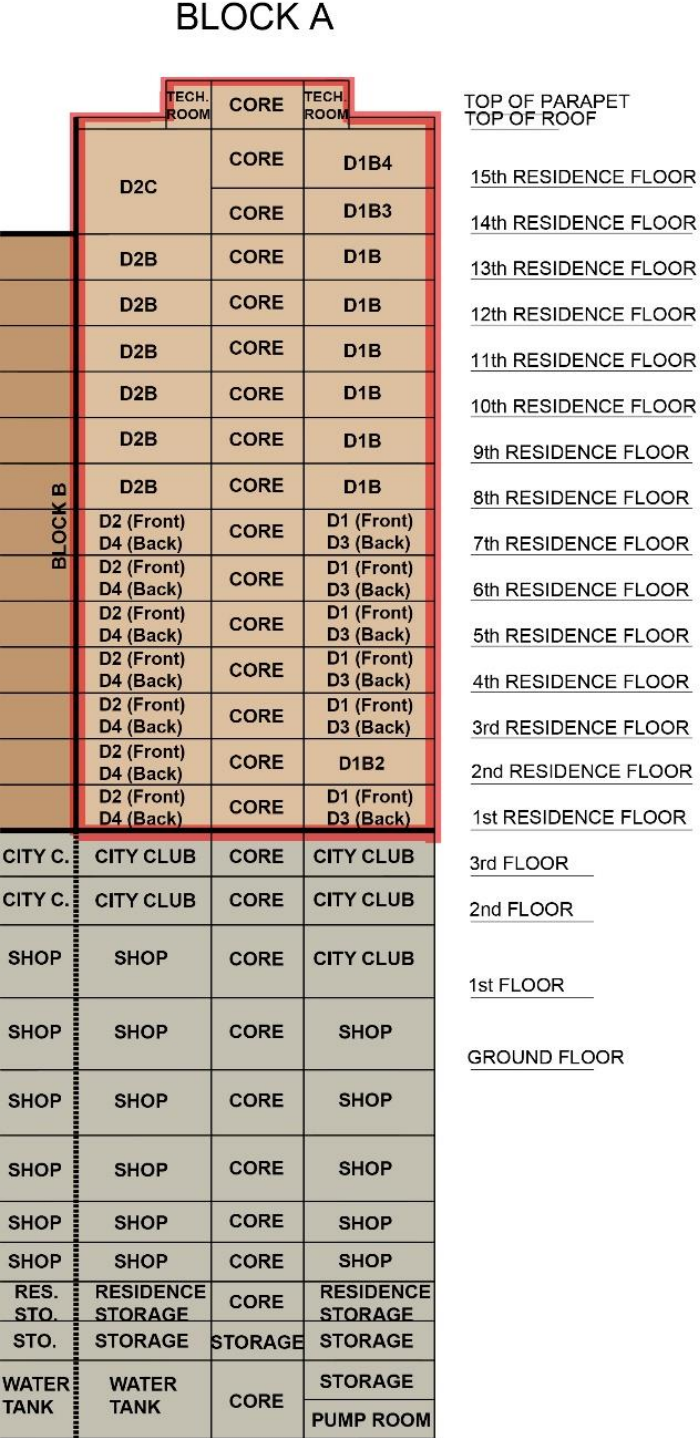 BLOCK A
TECH. ROOM CORE TECH. ROOM TOP OF PARAPET
TOP OF ROOF
D2C CORE D1B4 15th RESIDENCE FLOOR
CORE D1B3 14th RESIDENCE FLOOR
D2B CORE D1B 13th RESIDENCE FLOOR
D2B CORE D1B 12th RESIDENCE FLOOR
D2B CORE D1B 11th RESIDENCE FLOOR
D2B CORE D1B 10th RESIDENCE FLOOR
D2B CORE D1B 9th RESIDENCE FLOOR
D2B CORE D1B 8th RESIDENCE FLOOR
BLOCK B
D2 (Front) D1 (Front)
D4 (Back) CORE D3 (Back) 7th RESIDENCE FLOOR
D2 (Front) D1 (Front)
D4 (Back) CORE D3 (Back) 6th RESIDENCE FLOOR
D2 (Front) D1 (Front)
D4 (Back) CORE D3 (Back) 5th RESIDENCE FLOOR
D2 (Front) D1 (Front)
D4 (Back) CORE D3 (Back) 4th RESIDENCE FLOOR
D2 (Front) D1 (Front)
D4 (Back) CORE D3 (Back) 3rd RESIDENCE FLOOR
D2 (Front)
D4 (Back) CORE D1B2 2nd RESIDENCE FLOOR
D2 (Front) D1 (Front)
D4 (Back) CORE D3 (Back) 1st RESIDENCE FLOOR
CITY C. CITY CLUB CORE CITY CLUB 3rd FLOOR
CITY C. CITY CLUB CORE CITY CLUB 2nd FLOOR
SHOP SHOP CORE CITY CLUB 1st FLOOR
SHOP SHOP CORE SHOP GROUND FLOOR
SHOP SHOP CORE SHOP
SHOP SHOP CORE SHOP
SHOP SHOP CORE SHOP
SHOP SHOP CORE SHOP
RES. RESIDENCE CORE RESIDENCE
STO. STORAGE STORAGE
STO. STORAGE STORAGE STORAGE
WATER WATER STORAGE
TANK TANK CORE PUMP ROOM